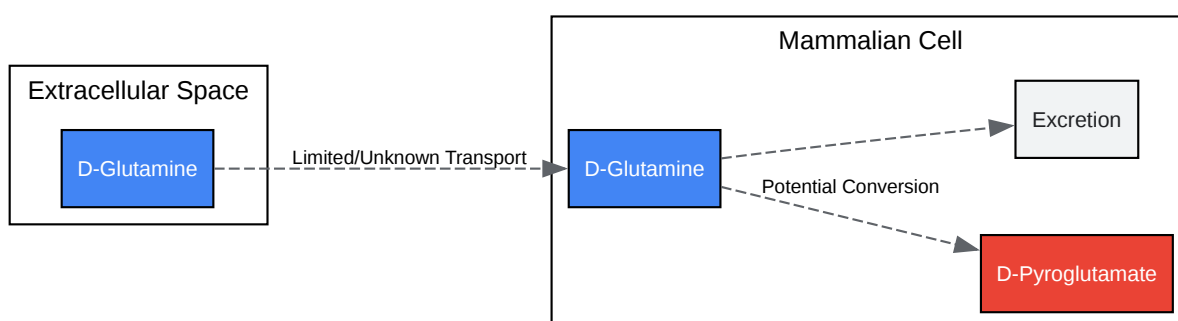 Mammalian Cell
Extracellular Space
D-Glutamine
Limited/Unknown Transport
D-Glutamine
Excretion
Potential Conversion
D-Pyroglutamate